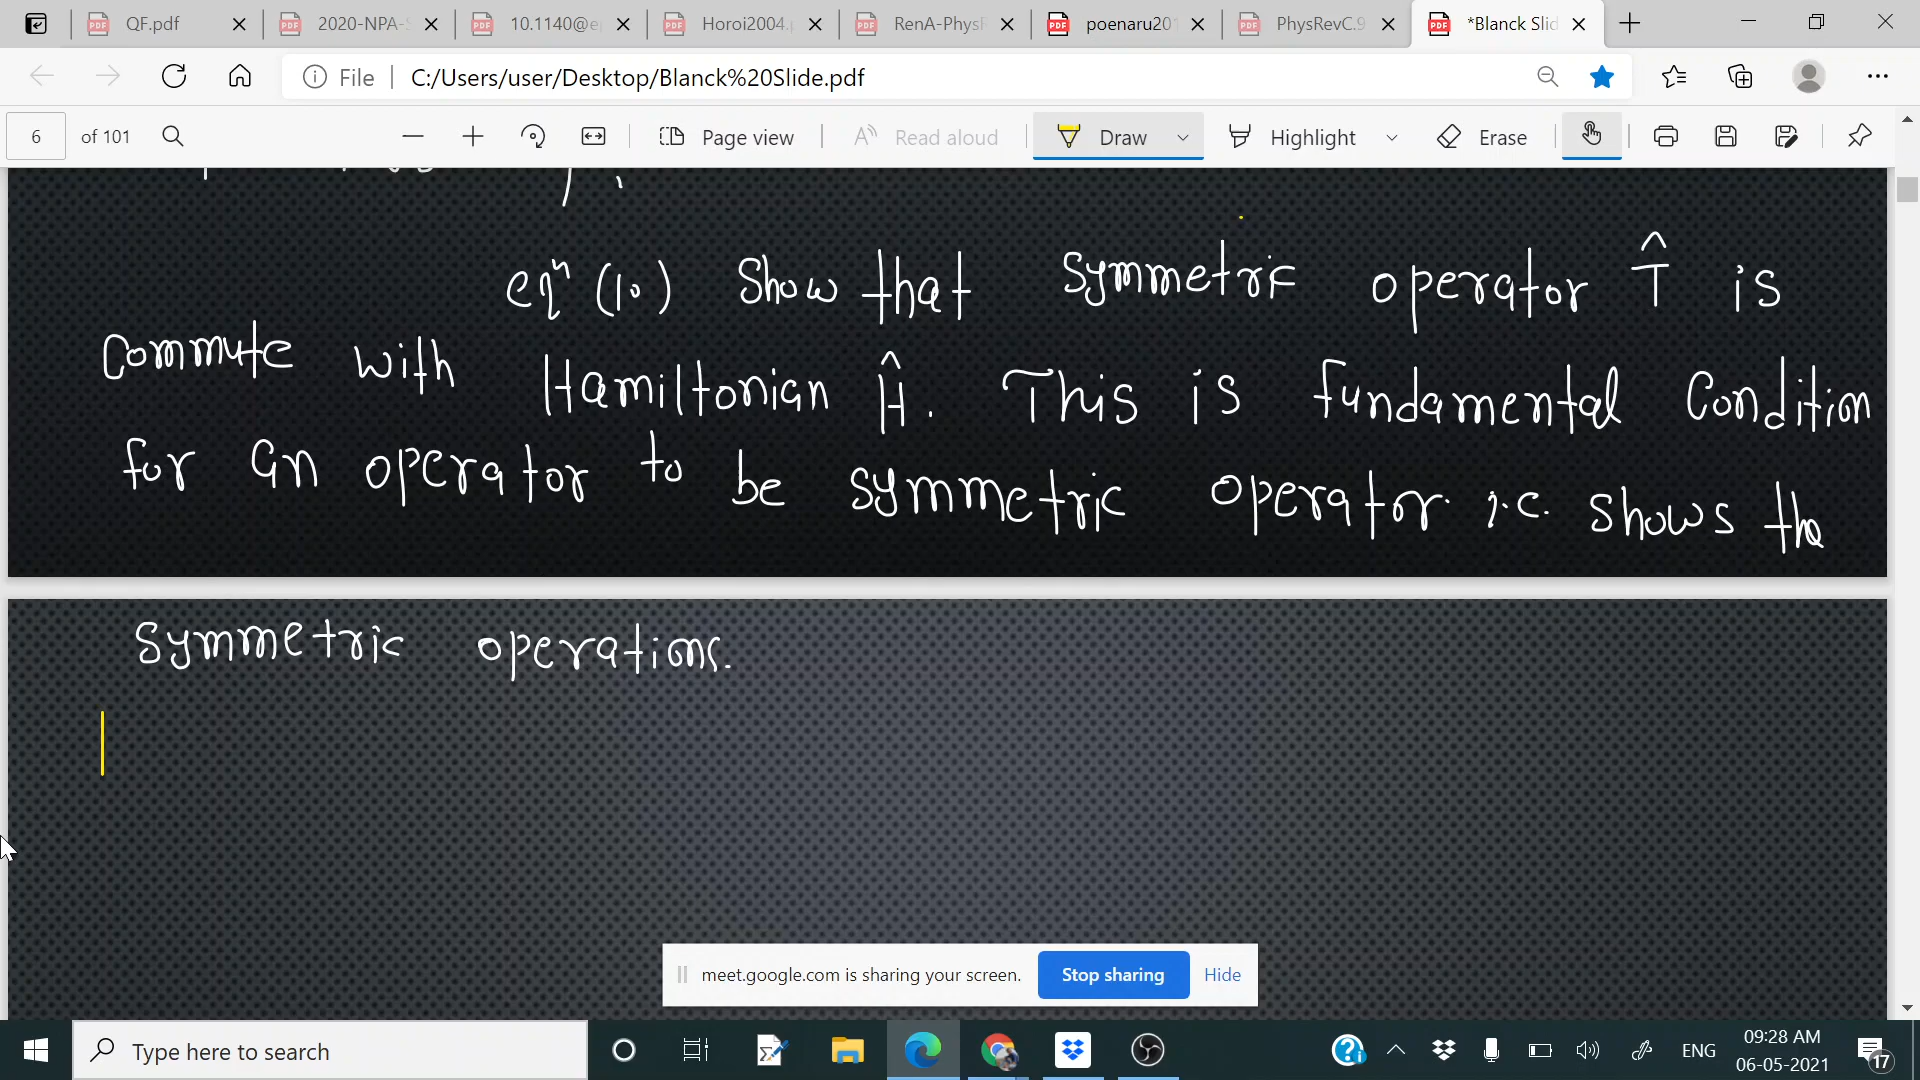 QF.pdf
2020-NPA-S
10.1140@e
Horoi2004.
RenA-PhysR
poenaru201
PhysRevC.9
*Blanck Slid
File
C:/Users/user/Desktop/Blanck%20Slide.pdf
6 of 101
Page view
Read aloud
Draw
Highlight
Erase
eqⁿ (10) Show that symmetric operator T̂ is
Commute with Hamiltonian Ĥ. This is fundamental Condition
for an operator to be symmetric operator i.e. shows the
Symmetric operations.
meet.google.com is sharing your screen.
Stop sharing
Hide
Type here to search
ENG
09:28 AM
06-05-2021
17